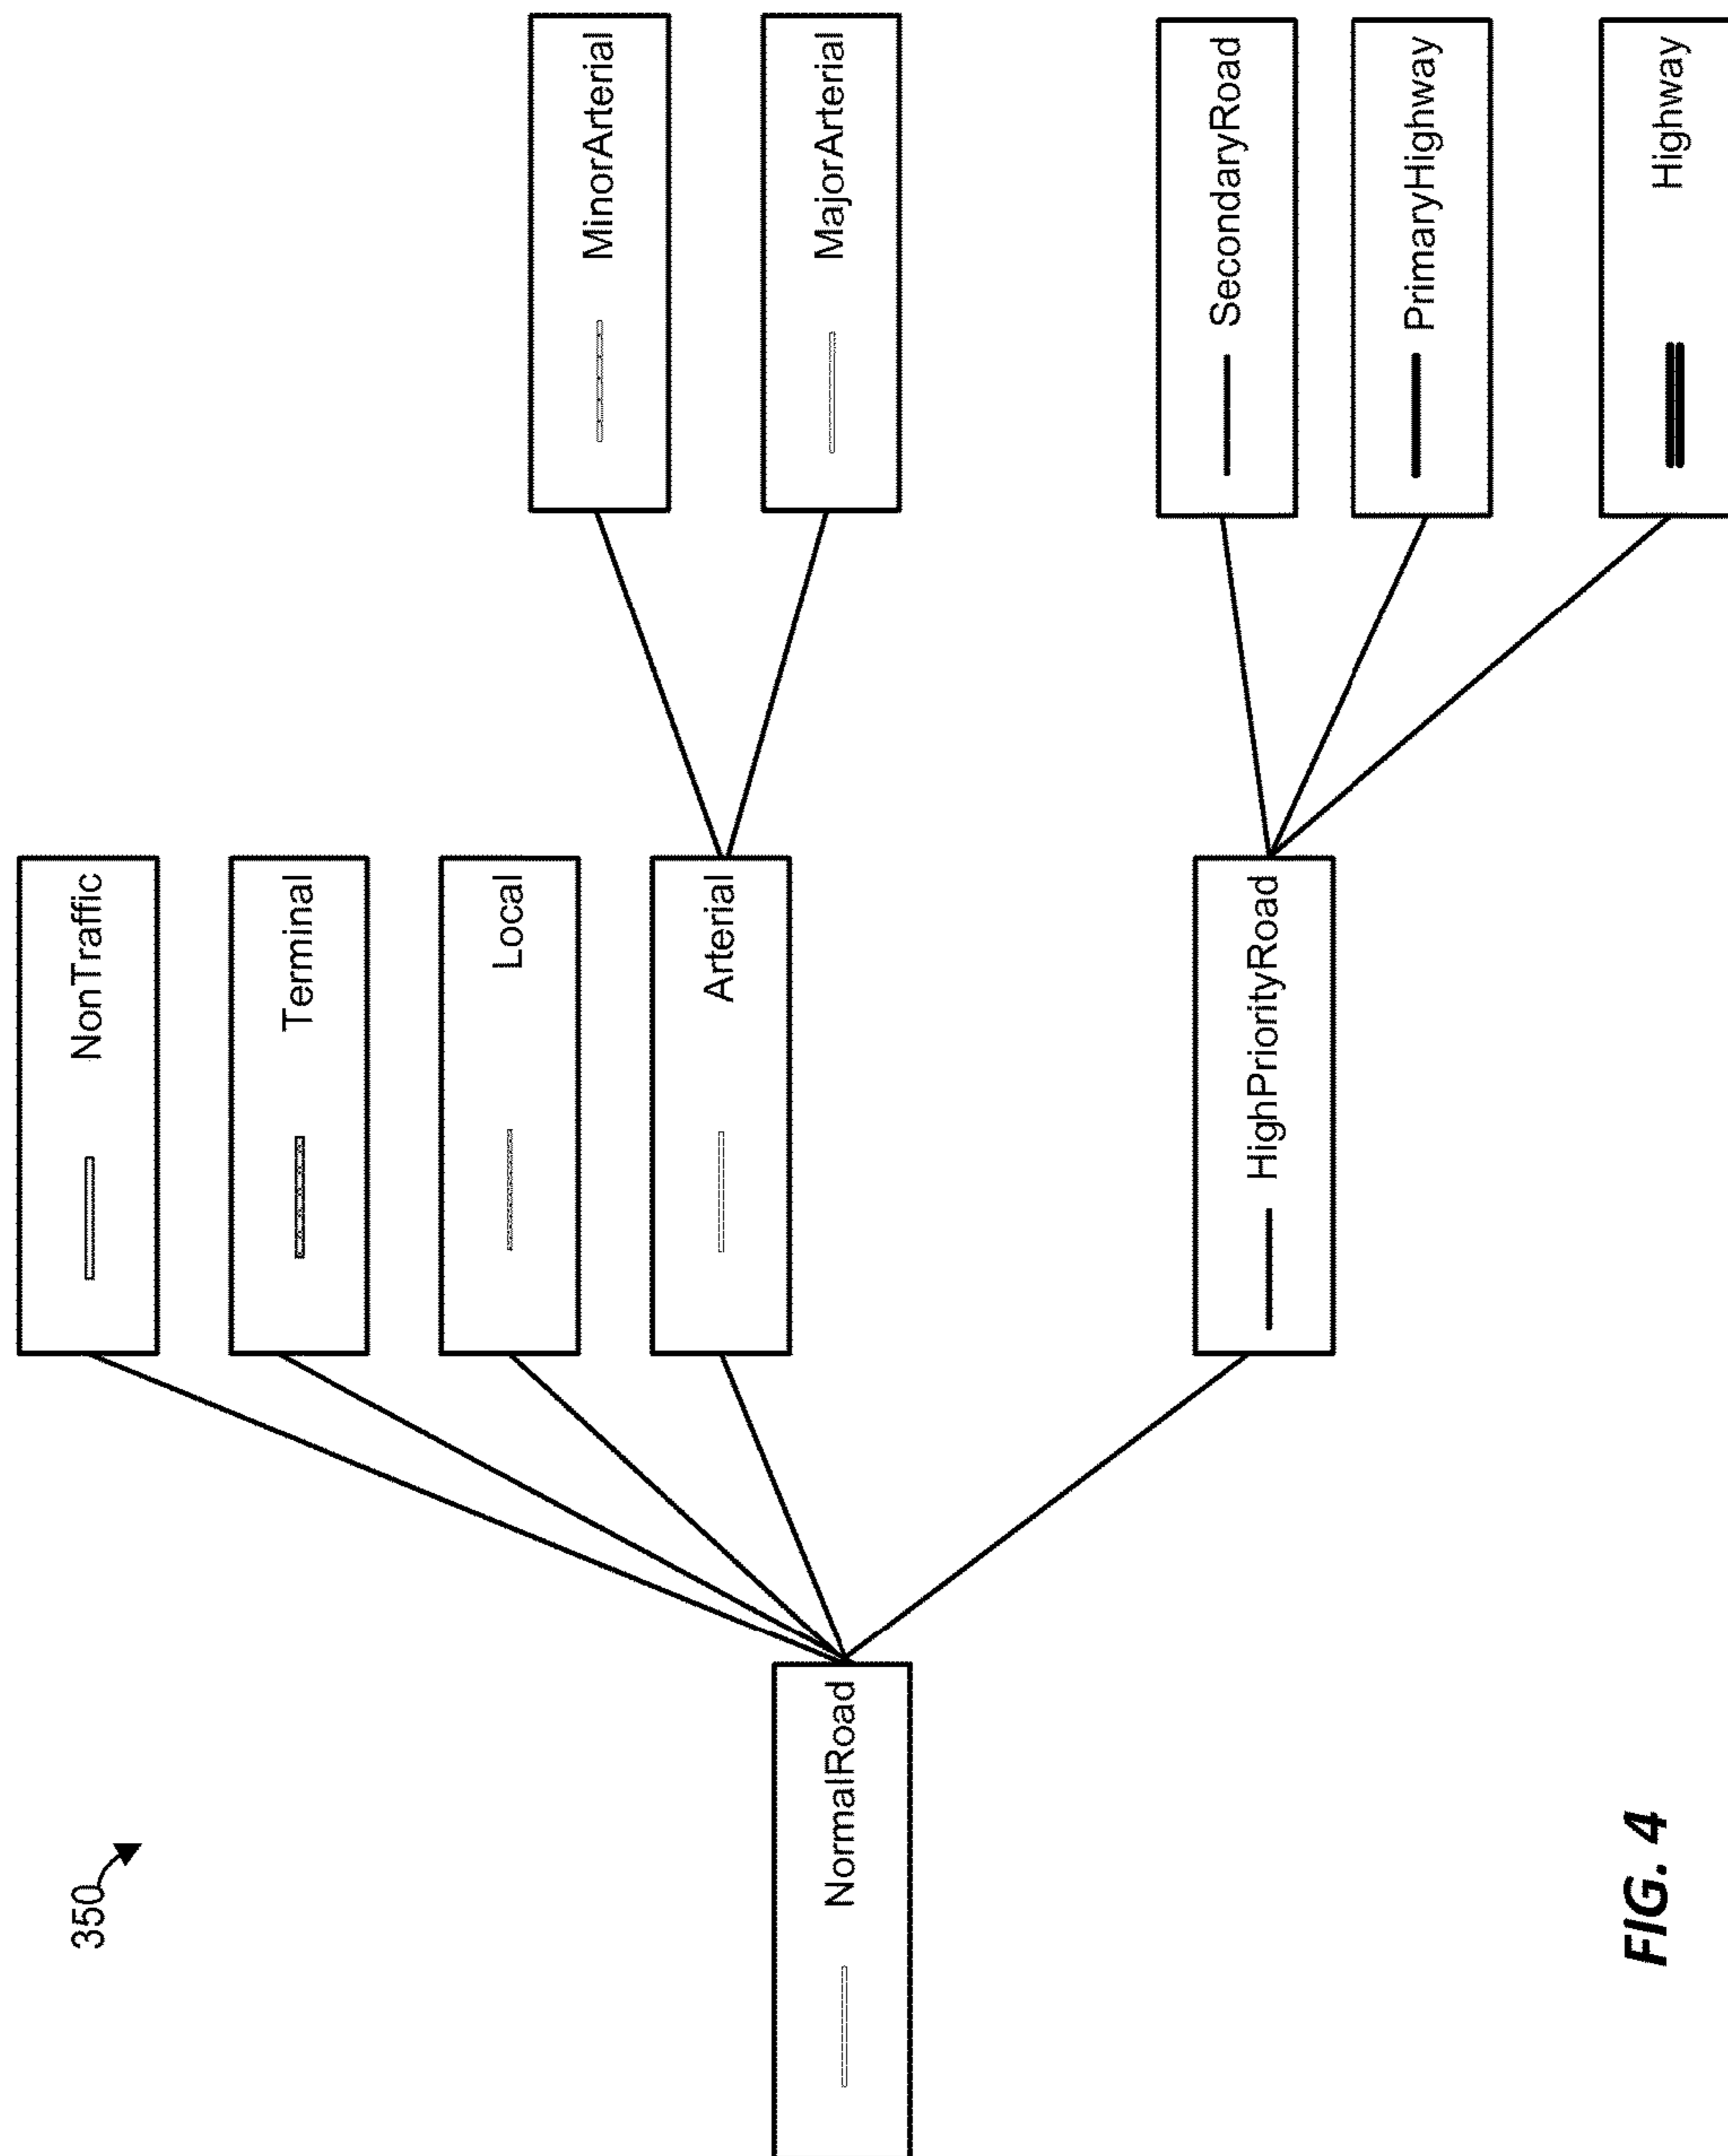 350
NormalRoad
NonTraffic
Terminal
Local
Arterial
HighPriorityRoad
MinorArterial
MajorArterial
SecondaryRoad
PrimaryHighway
Highway
FIG. 4